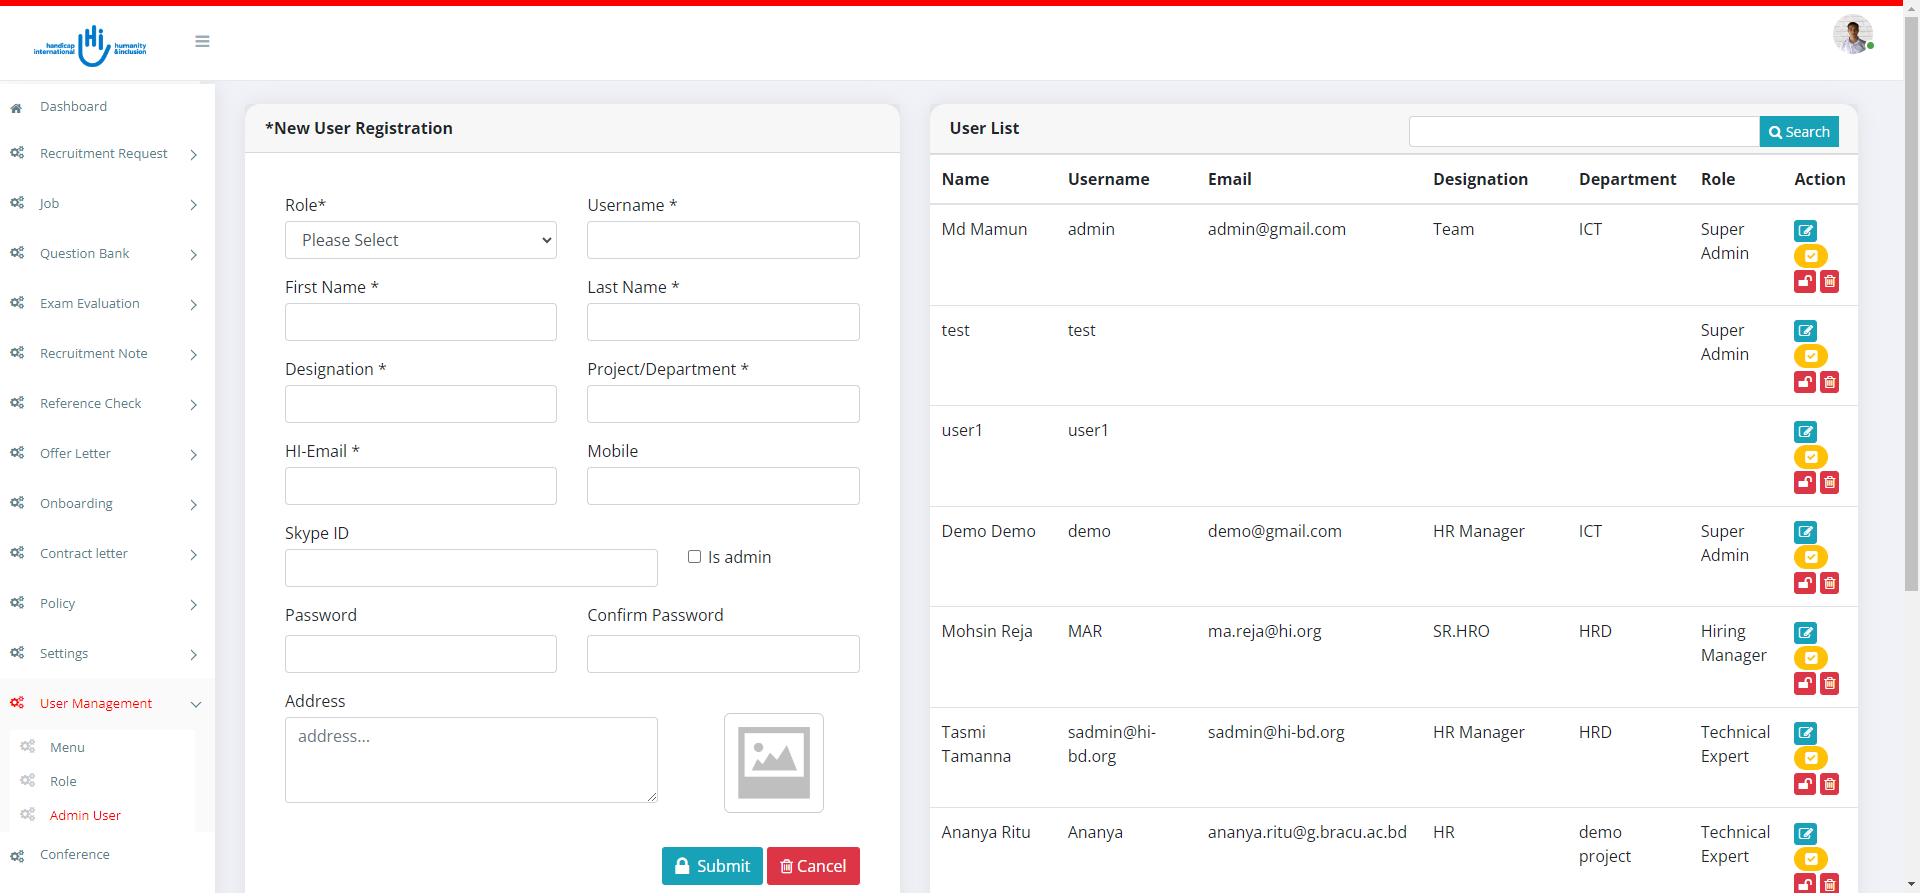 handicap international
Hi
humanity & inclusion
Dashboard
Recruitment Request
Job
Question Bank
Exam Evaluation
Recruitment Note
Reference Check
Offer Letter
Onboarding
Contract letter
Policy
Settings
User Management
Menu
Role
Admin User
Conference
*New User Registration
Role*
Username *
Please Select
First Name *
Last Name *
Designation *
Project/Department *
HI-Email *
Mobile
Skype ID
Is admin
Password
Confirm Password
Address
address...
Submit
Cancel
User List
Search
Name Username Email Designation Department Role Action
Md Mamun admin admin@gmail.com Team ICT Super
Admin
test test Super
Admin
user1 user1
Demo Demo demo demo@gmail.com HR Manager ICT Super
Admin
Mohsin Reja MAR ma.reja@hi.org SR.HRO HRD Hiring
Manager
Tasmi sadmin@hi- sadmin@hi-bd.org HR Manager HRD Technical
Tamanna bd.org Expert
Ananya Ritu Ananya ananya.ritu@g.bracu.ac.bd HR demo Technical
project Expert